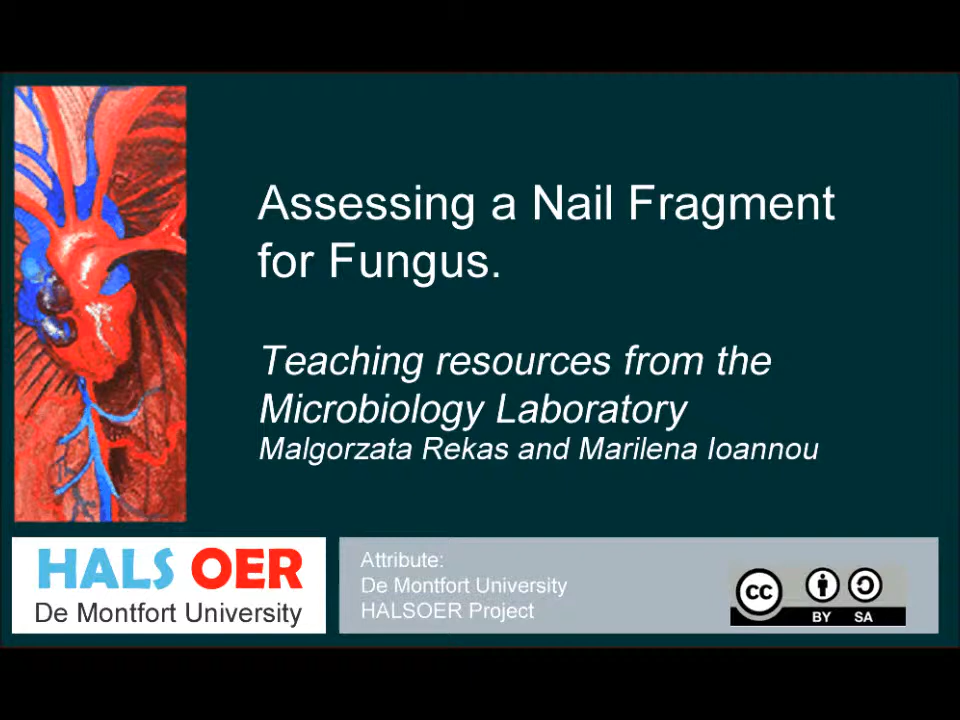 Assessing a Nail Fragment
for Fungus.
Teaching resources from the
Microbiology Laboratory
Malgorzata Rekas and Marilena Ioannou
HALS OER
De Montfort University
Attribute:
De Montfort University
HALSOER Project
cc
BY SA